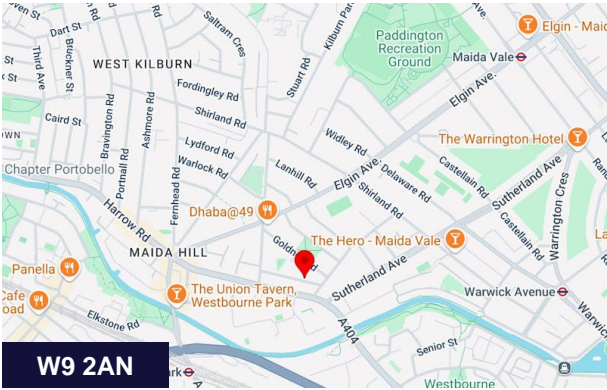 Dart St
Saltram Cres
Kilburn Par
Paddington
Recreation
Ground
Elgin - Maid
Maida Vale
Third Ave
Buckner St
WEST KILBURN
Stuart Rd
Elgin Ave.
Fordingley Rd
Shirland Rd
The Warrington Hotel
Caird St
Bravington Rd
Portnall Rd
Ashmore Rd
Widley Rd
Lydford Rd
Warlock Rd
Lanhill Rd
Elgin Ave.
Delaware Rd
Castellain Rd
Sutherland Ave
Chapter Portobello
Fernhead Rd
Shirland Rd
Warrington Cres
Dhaba@49
Harrow Rd
MAIDA HILL
The Hero - Maida Vale
Castellain Rd
Panella
The Union Tavern,
Westbourne Park
Sutherland Ave
Warwick Avenue
Elkstone Rd
A404
Senior St
Westbourne
W9 2AN